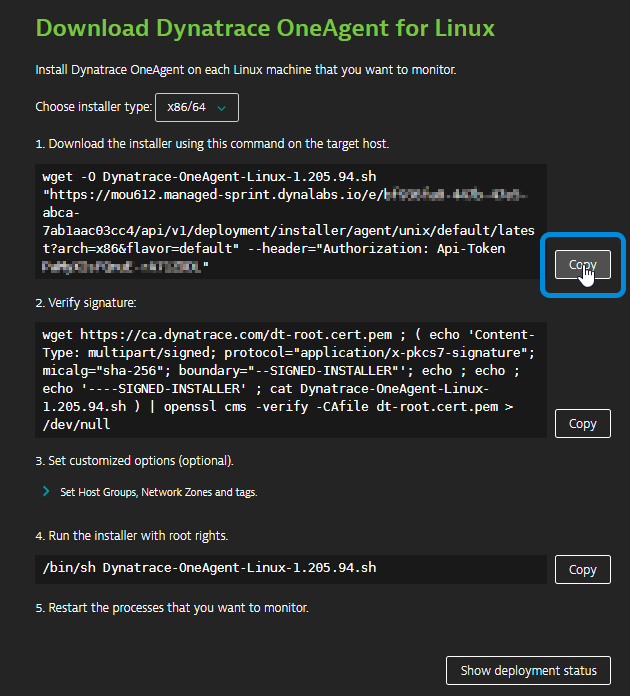 Download Dynatrace OneAgent for Linux
Install Dynatrace OneAgent on each Linux machine that you want to monitor.
Choose installer type: x86/64
1. Download the installer using this command on the target host.
wget -O Dynatrace-OneAgent-Linux-1.205.94.sh
"https://mou612.managed-sprint.dynalabs.io/e/
abca-
7ab1aac03cc4/api/v1/deployment/installer/agent/unix/default/lates
t?arch=x86&flavor=default" --header="Authorization: Api-Token
"
Copy
2. Verify signature:
wget https://ca.dynatrace.com/dt-root.cert.pem ; ( echo 'Content-
Type: multipart/signed; protocol="application/x-pkcs7-signature";
micalg="sha-256"; boundary="--SIGNED-INSTALLER"'; echo ; echo ;
echo '----SIGNED-INSTALLER' ; cat Dynatrace-OneAgent-Linux-
1.205.94.sh ) | openssl cms -verify -CAfile dt-root.cert.pem >
/dev/null
Copy
3. Set customized options (optional).
Set Host Groups, Network Zones and tags.
4. Run the installer with root rights.
/bin/sh Dynatrace-OneAgent-Linux-1.205.94.sh
Copy
5. Restart the processes that you want to monitor.
Show deployment status